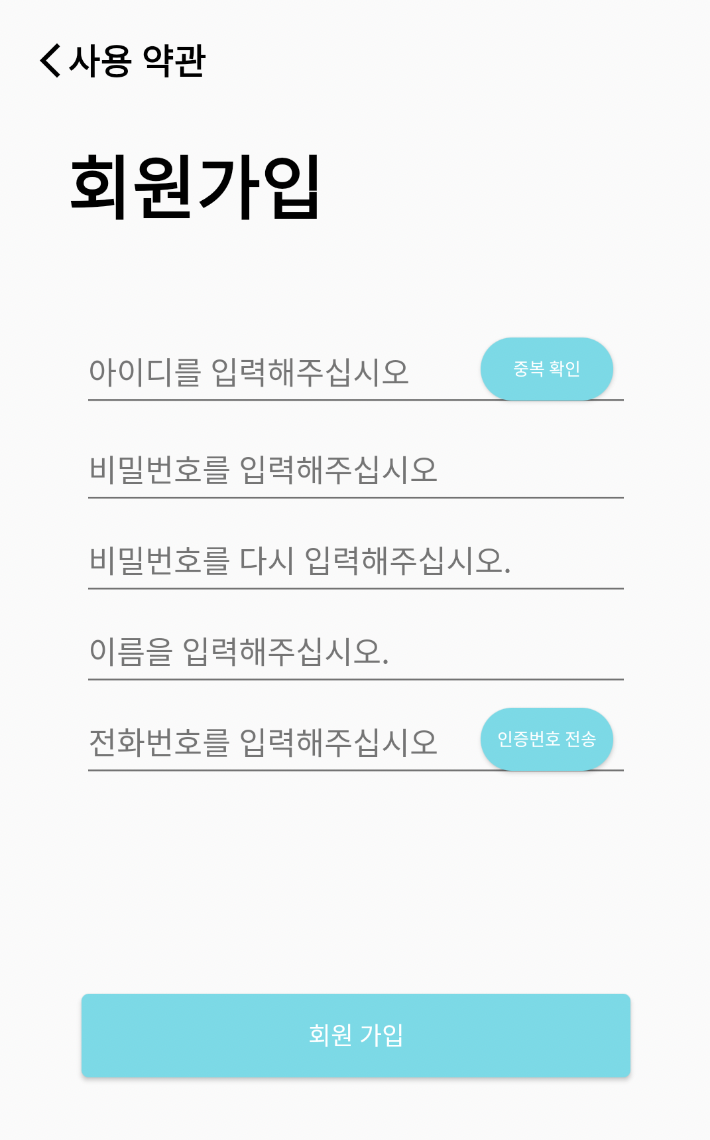 사용 약관
회원가입
아이디를 입력해주십시오 중복 확인
비밀번호를 입력해주십시오
비밀번호를 다시 입력해주십시오.
이름을 입력해주십시오.
전화번호를 입력해주십시오 인증번호 전송
회원 가입